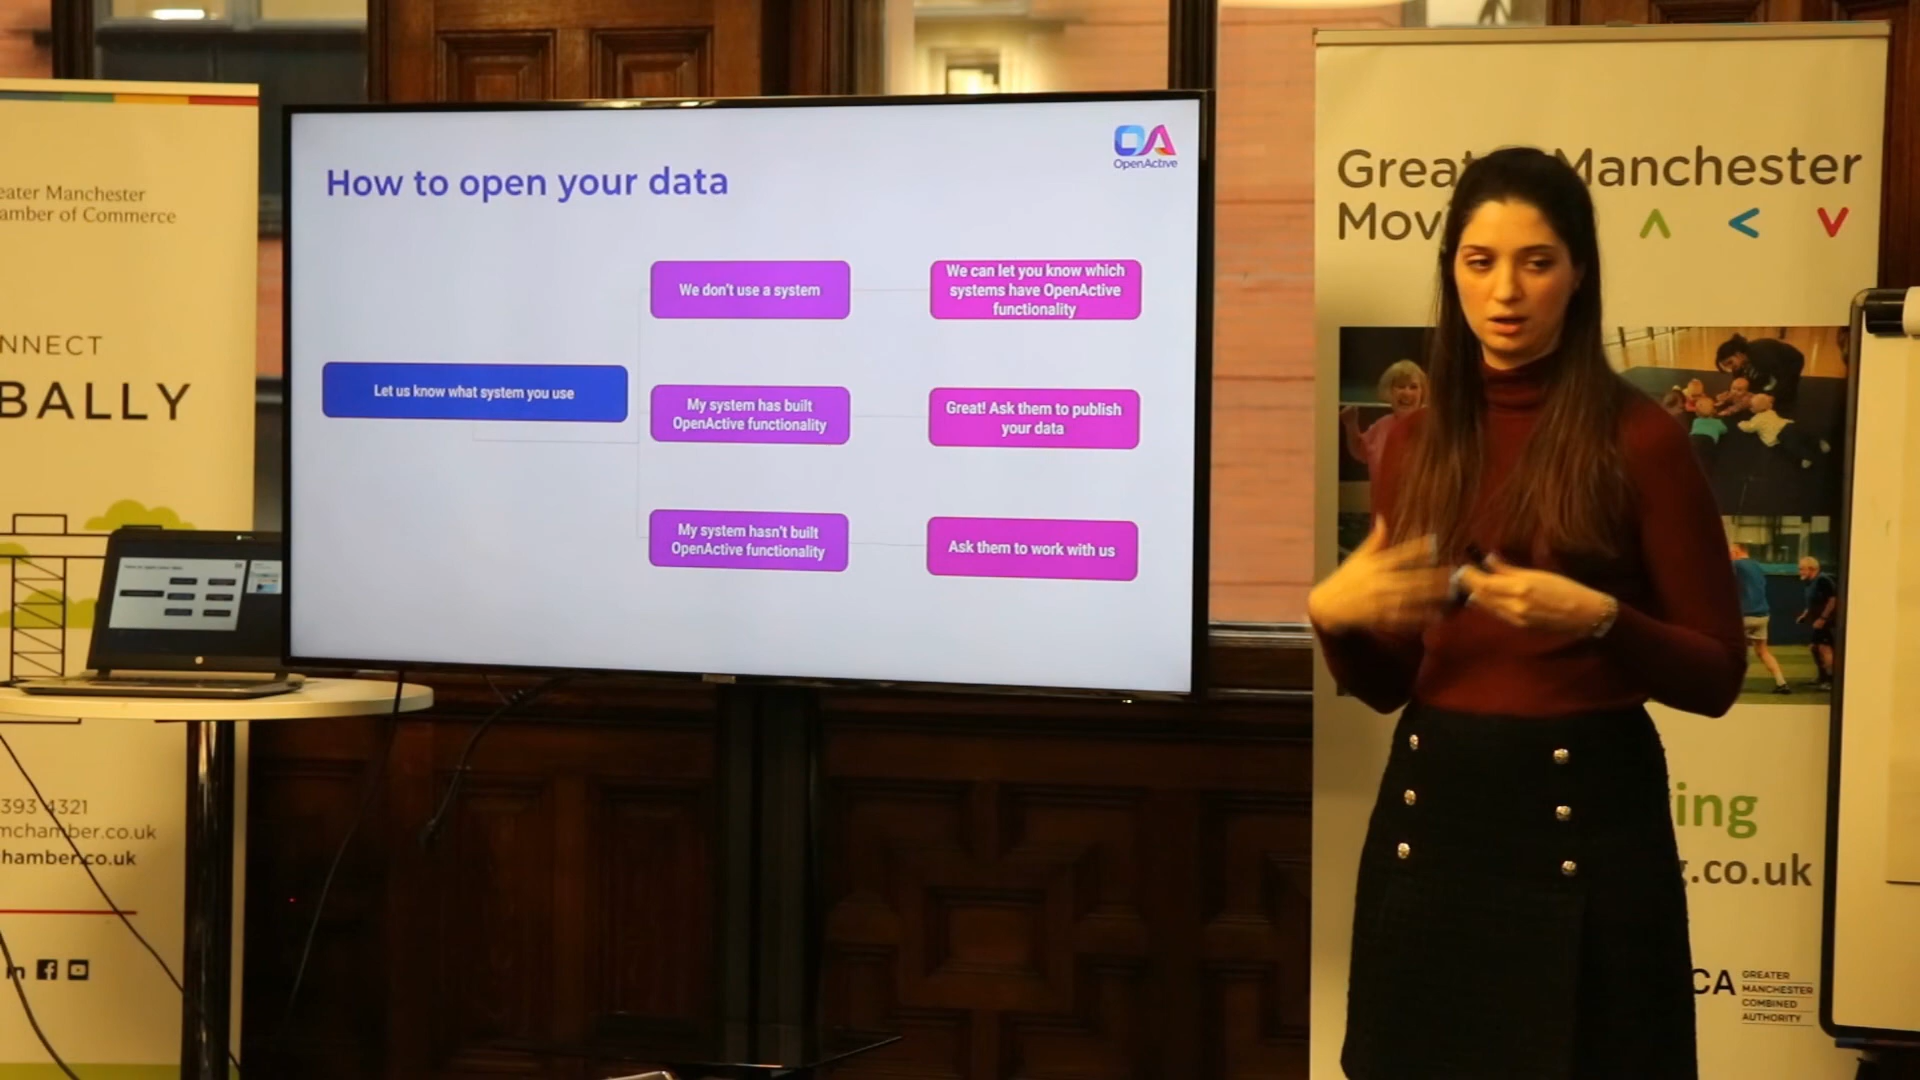 eater Manchester
amber of Commerce
NNECT
BALLY
393 4321
mchamber.co.uk
hamber.co.uk
in
How to open your data
OA
OpenActive
Let us know what system you use
We don't use a system
We can let you know which
systems have OpenActive
functionality
My system has built
OpenActive functionality
Great! Ask them to publish
your data
My system hasn't built
OpenActive functionality
Ask them to work with us
Grea Manchester
Mov
ing
g.co.uk
CA
GREATER
MANCHESTER
COMBINED
AUTHORITY